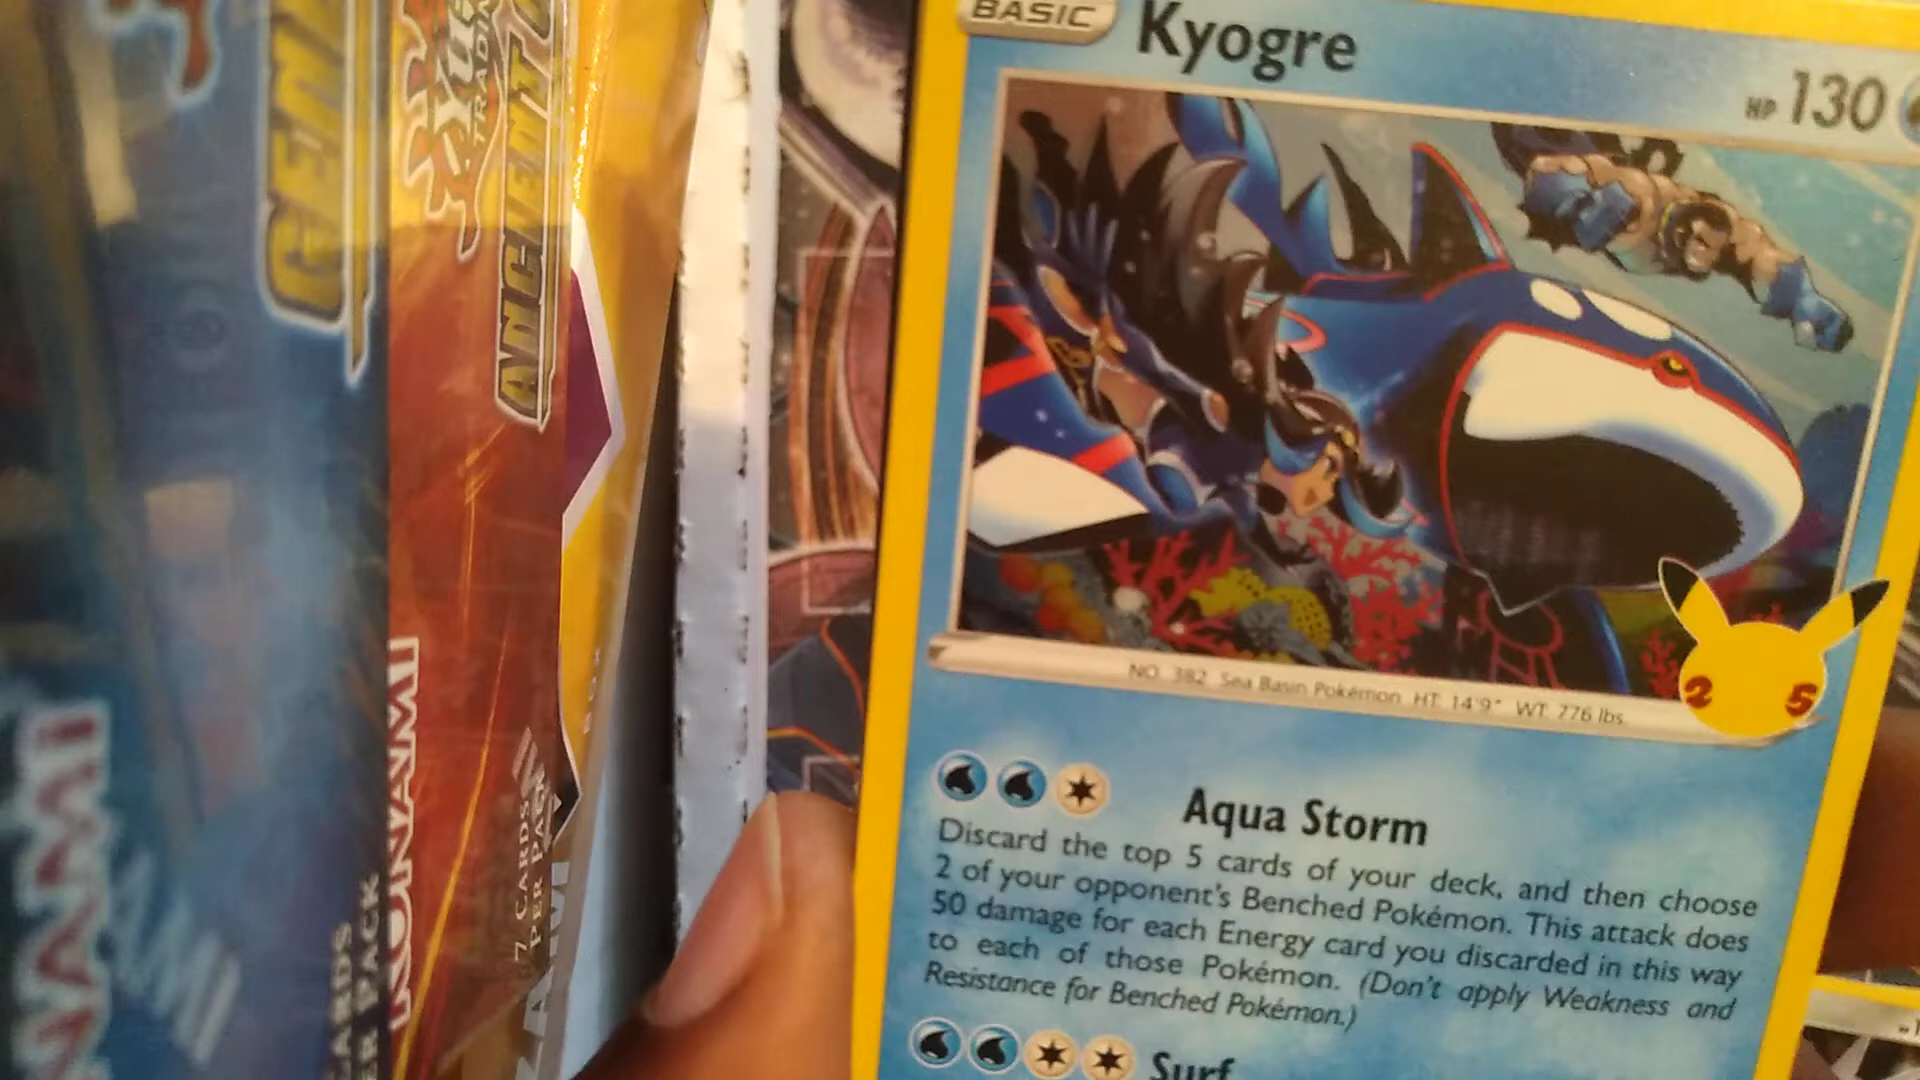 BASIC
Kyogre
HP 130
NO. 382 Sea Basin Pokémon HT: 14'9" WT: 776 lbs.
2 5
Aqua Storm
Discard the top 5 cards of your deck, and then choose
2 of your opponent's Benched Pokémon. This attack does
50 damage for each Energy card you discarded in this way
to each of those Pokémon. (Don't apply Weakness and
Resistance for Benched Pokémon.)
Surf
KONAMI
7 CARDS
PER PACK